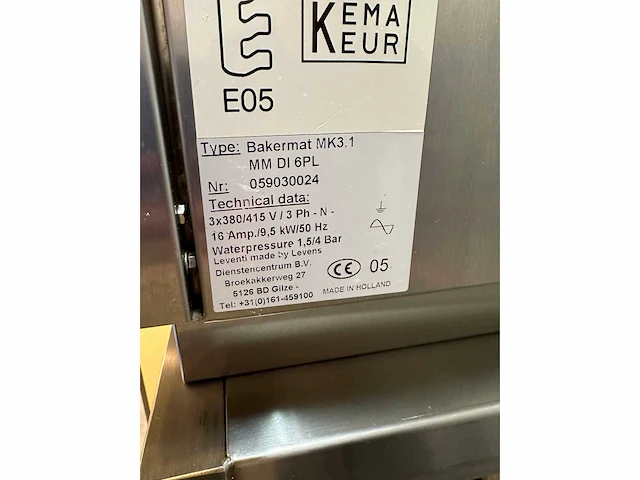 KEMA
KEUR
E05
Type: Bakermat MK3.1
MM DI 6PL
Nr: 059030024
Technical data:
3x380/415 V / 3 Ph - N - ⏚
16 Amp./9,5 kW/50 Hz
Waterpressure 1,5/4 Bar
Leventi made by Levens
Dienstencentrum B.V.
Broekakkerweg 27
5126 BD Gilze -
Tel: +31(0)161-459100
CE 05
MADE IN HOLLAND